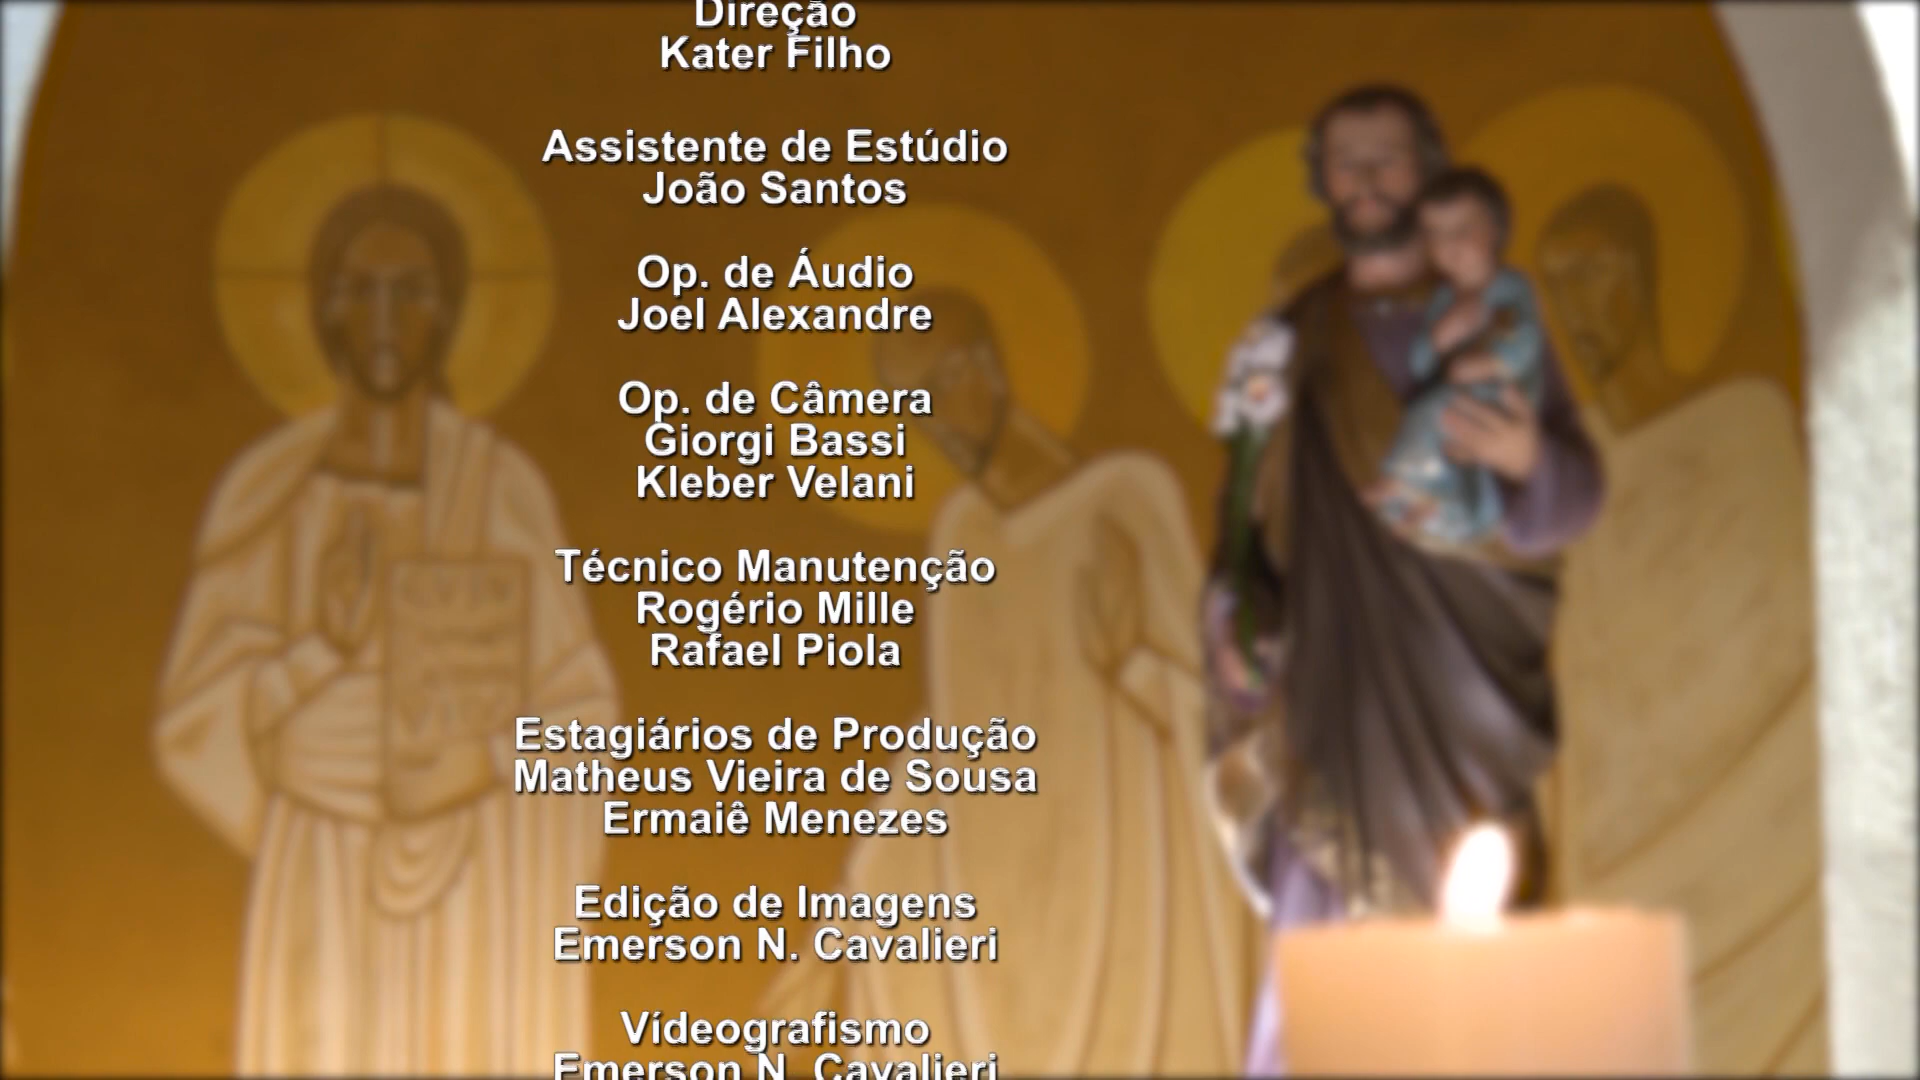 Direção
Kater Filho
Assistente de Estúdio
João Santos
Op. de Áudio
Joel Alexandre
Op. de Câmera
Giorgi Bassi
Kleber Velani
Técnico Manutenção
Rogério Mille
Rafael Piola
Estagiários de Produção
Matheus Vieira de Sousa
Ermaiê Menezes
Edição de Imagens
Emerson N. Cavalieri
Vídeografismo
Emerson N. Cavalieri